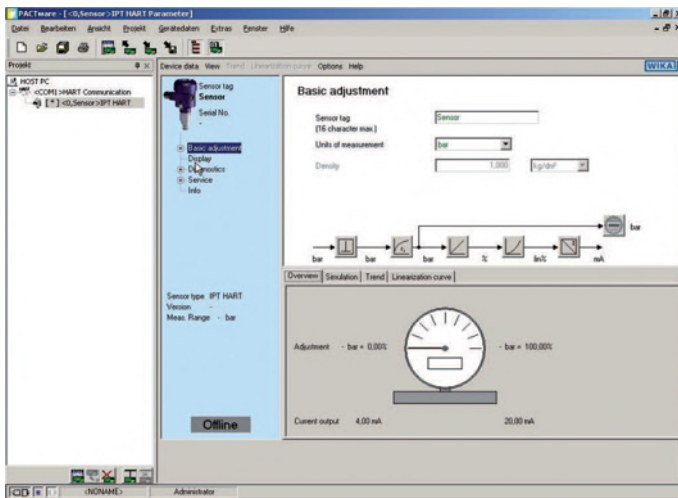 PACTware - [<0,Sensor>IPT HART Parameter]
Datei Bearbeiten Ansicht Projekt Gerätedaten Extras Fenster Hilfe
Projekt
Device data View Trend Linearization curve Options Help
WIKA
HOST PC
<COM1>HART Communication
[ * ] <0,Sensor>IPT HART
Sensor tag
Sensor
Serial No.
-
Basic adjustment
Display
Diagnostics
Service
Info
Sensor type IPT HART
Version -
Meas. Range - bar
Offline
Basic adjustment
Sensor tag
(16 character max.)
Sensor
Units of measurement
bar
Density
1,000
kg/dm³
bar
bar bar bar % lin% mA
Overview Simulation Trend Linearization curve
Adjustment - bar = 0,00% - bar = 100,00%
Current output 4,00 mA 20,00 mA
<NONAME> Administrator